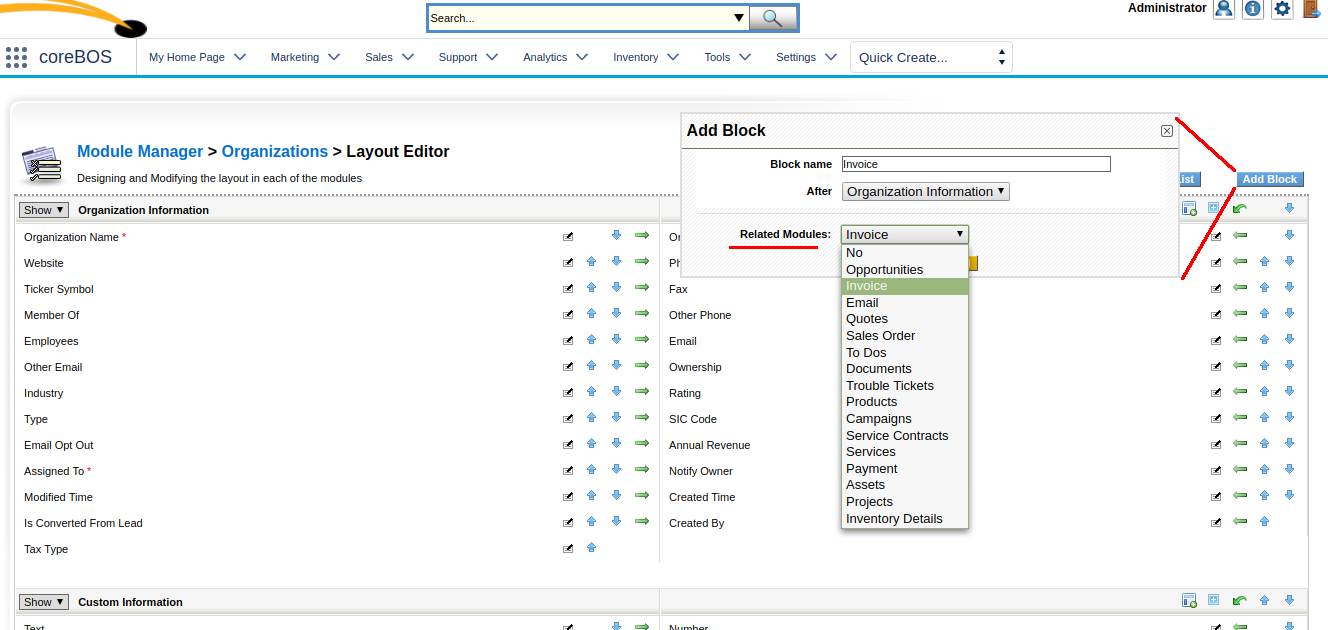 Administrator
Search...
coreBOS
My Home Page
Marketing
Sales
Support
Analytics
Inventory
Tools
Settings
Quick Create...
Module Manager > Organizations > Layout Editor
Designing and Modifying the layout in each of the modules
Add Block
Add Block
Block name Invoice
After Organization Information
Related Modules: Invoice
No
Opportunities
Invoice
Email
Quotes
Sales Order
To Dos
Documents
Trouble Tickets
Products
Campaigns
Service Contracts
Services
Payment
Assets
Projects
Inventory Details
Show Organization Information
Organization Name *
Website
Ticker Symbol
Fax
Member Of
Other Phone
Employees
Email
Other Email
Ownership
Industry
Rating
Type
SIC Code
Email Opt Out
Annual Revenue
Assigned To *
Notify Owner
Modified Time
Created Time
Is Converted From Lead
Created By
Tax Type
Show Custom Information
Text
Number